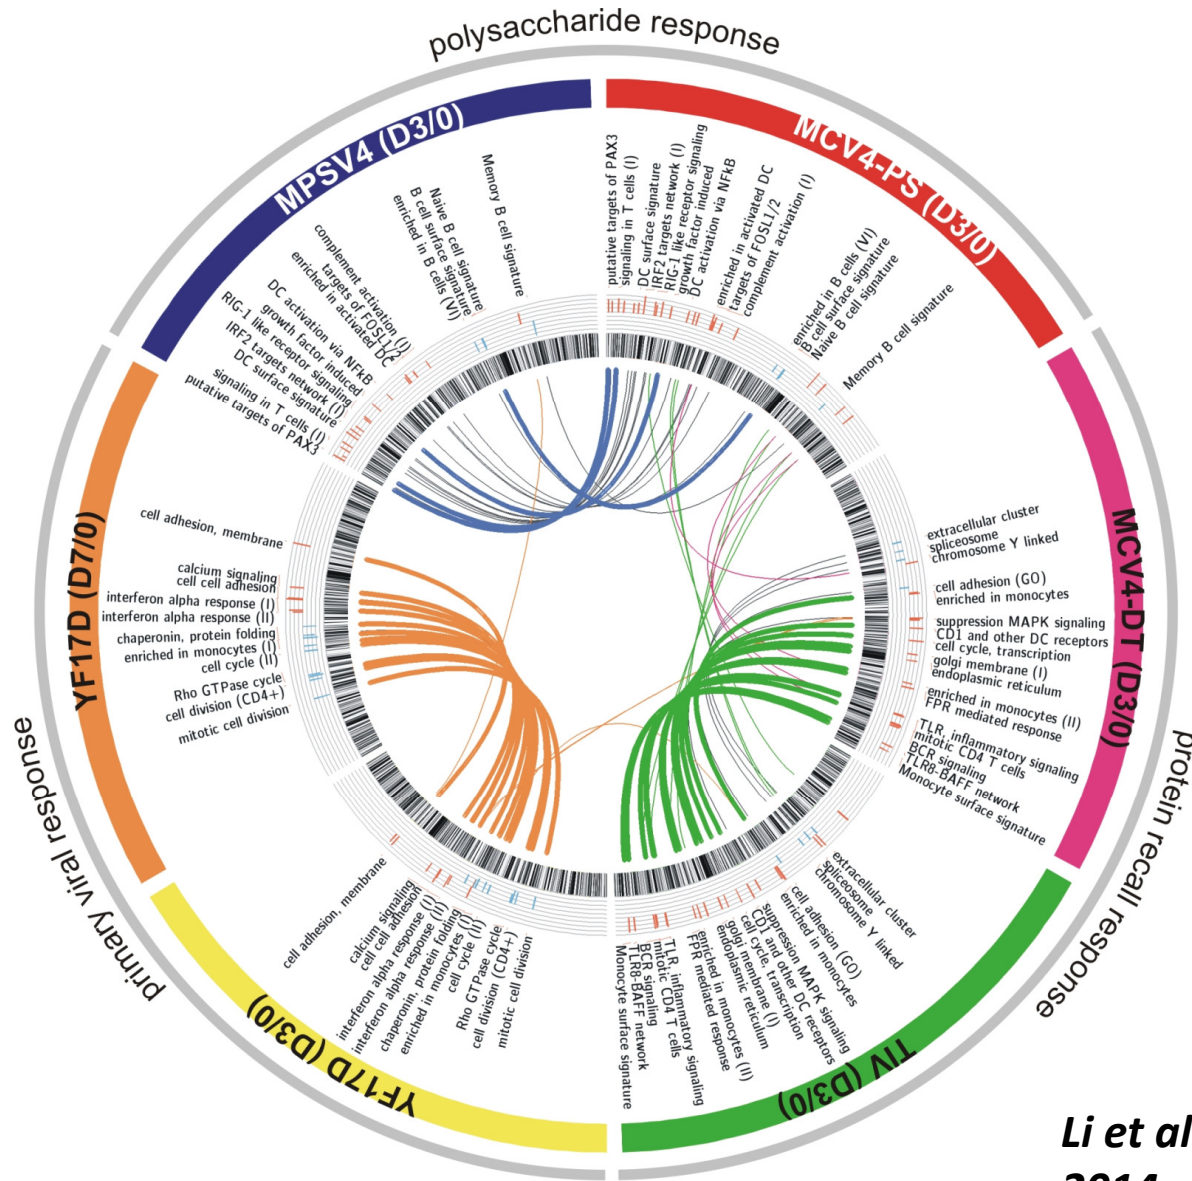 polysaccharide response
MPSV4 (D3/0)
MCV4-PS (D3/0)
putative targets of PAX3
signaling in T cells (I)
DC surface signature
IRF2 targets network (I)
RIG-1 like receptor signaling
growth factor induced
DC activation via NFkB
enriched in activated DC
targets of FOSL1/2
complement activation (I)
enriched in B cells (VI)
B cell surface signature
Naive B cell signature
Memory B cell signature
MCV4-DT (D3/0)
extracellular cluster
spliceosome
chromosome Y linked
cell adhesion (GO)
enriched in monocytes
suppression MAPK signaling
CD1 and other DC receptors
cell cycle, transcription
golgi membrane (I)
endoplasmic reticulum
enriched in monocytes (II)
FPR mediated response
TLR, inflammatory signaling
mitotic CD4 T cells
BCR signaling
TLR8-BAFF network
Monocyte surface signature
protein recall response
extracellular cluster
spliceosome
chromosome Y linked
cell adhesion (GO)
enriched in monocytes
suppression MAPK signaling
CD1 and other DC receptors
cell cycle, transcription
golgi membrane (I)
endoplasmic reticulum
enriched in monocytes (II)
FPR mediated response
TLR, inflammatory signaling
mitotic CD4 T cells
BCR signaling
TLR8-BAFF network
Monocyte surface signature
TIV (D3/0)
mitotic cell division
cell division (CD4+)
Rho GTPase cycle
cell cycle (II)
enriched in monocytes (I)
chaperonin, protein folding
interferon alpha response (II)
interferon alpha response (I)
cell cell adhesion
calcium signaling
cell adhesion, membrane
YF17D (D3/0)
primary viral response
YF17D (D7/0)
mitotic cell division
cell division (CD4+)
Rho GTPase cycle
cell cycle (II)
enriched in monocytes (I)
chaperonin, protein folding
interferon alpha response (II)
interferon alpha response (I)
cell cell adhesion
calcium signaling
cell adhesion, membrane
putative targets of PAX3
signaling in T cells (I)
DC surface signature
IRF2 targets network (I)
RIG-1 like receptor signaling
growth factor induced
DC activation via NFkB
enriched in activated DC
targets of FOSL1/2
complement activation (I)
enriched in B cells (VI)
B cell surface signature
Naive B cell signature
Memory B cell signature
Li et al
2014